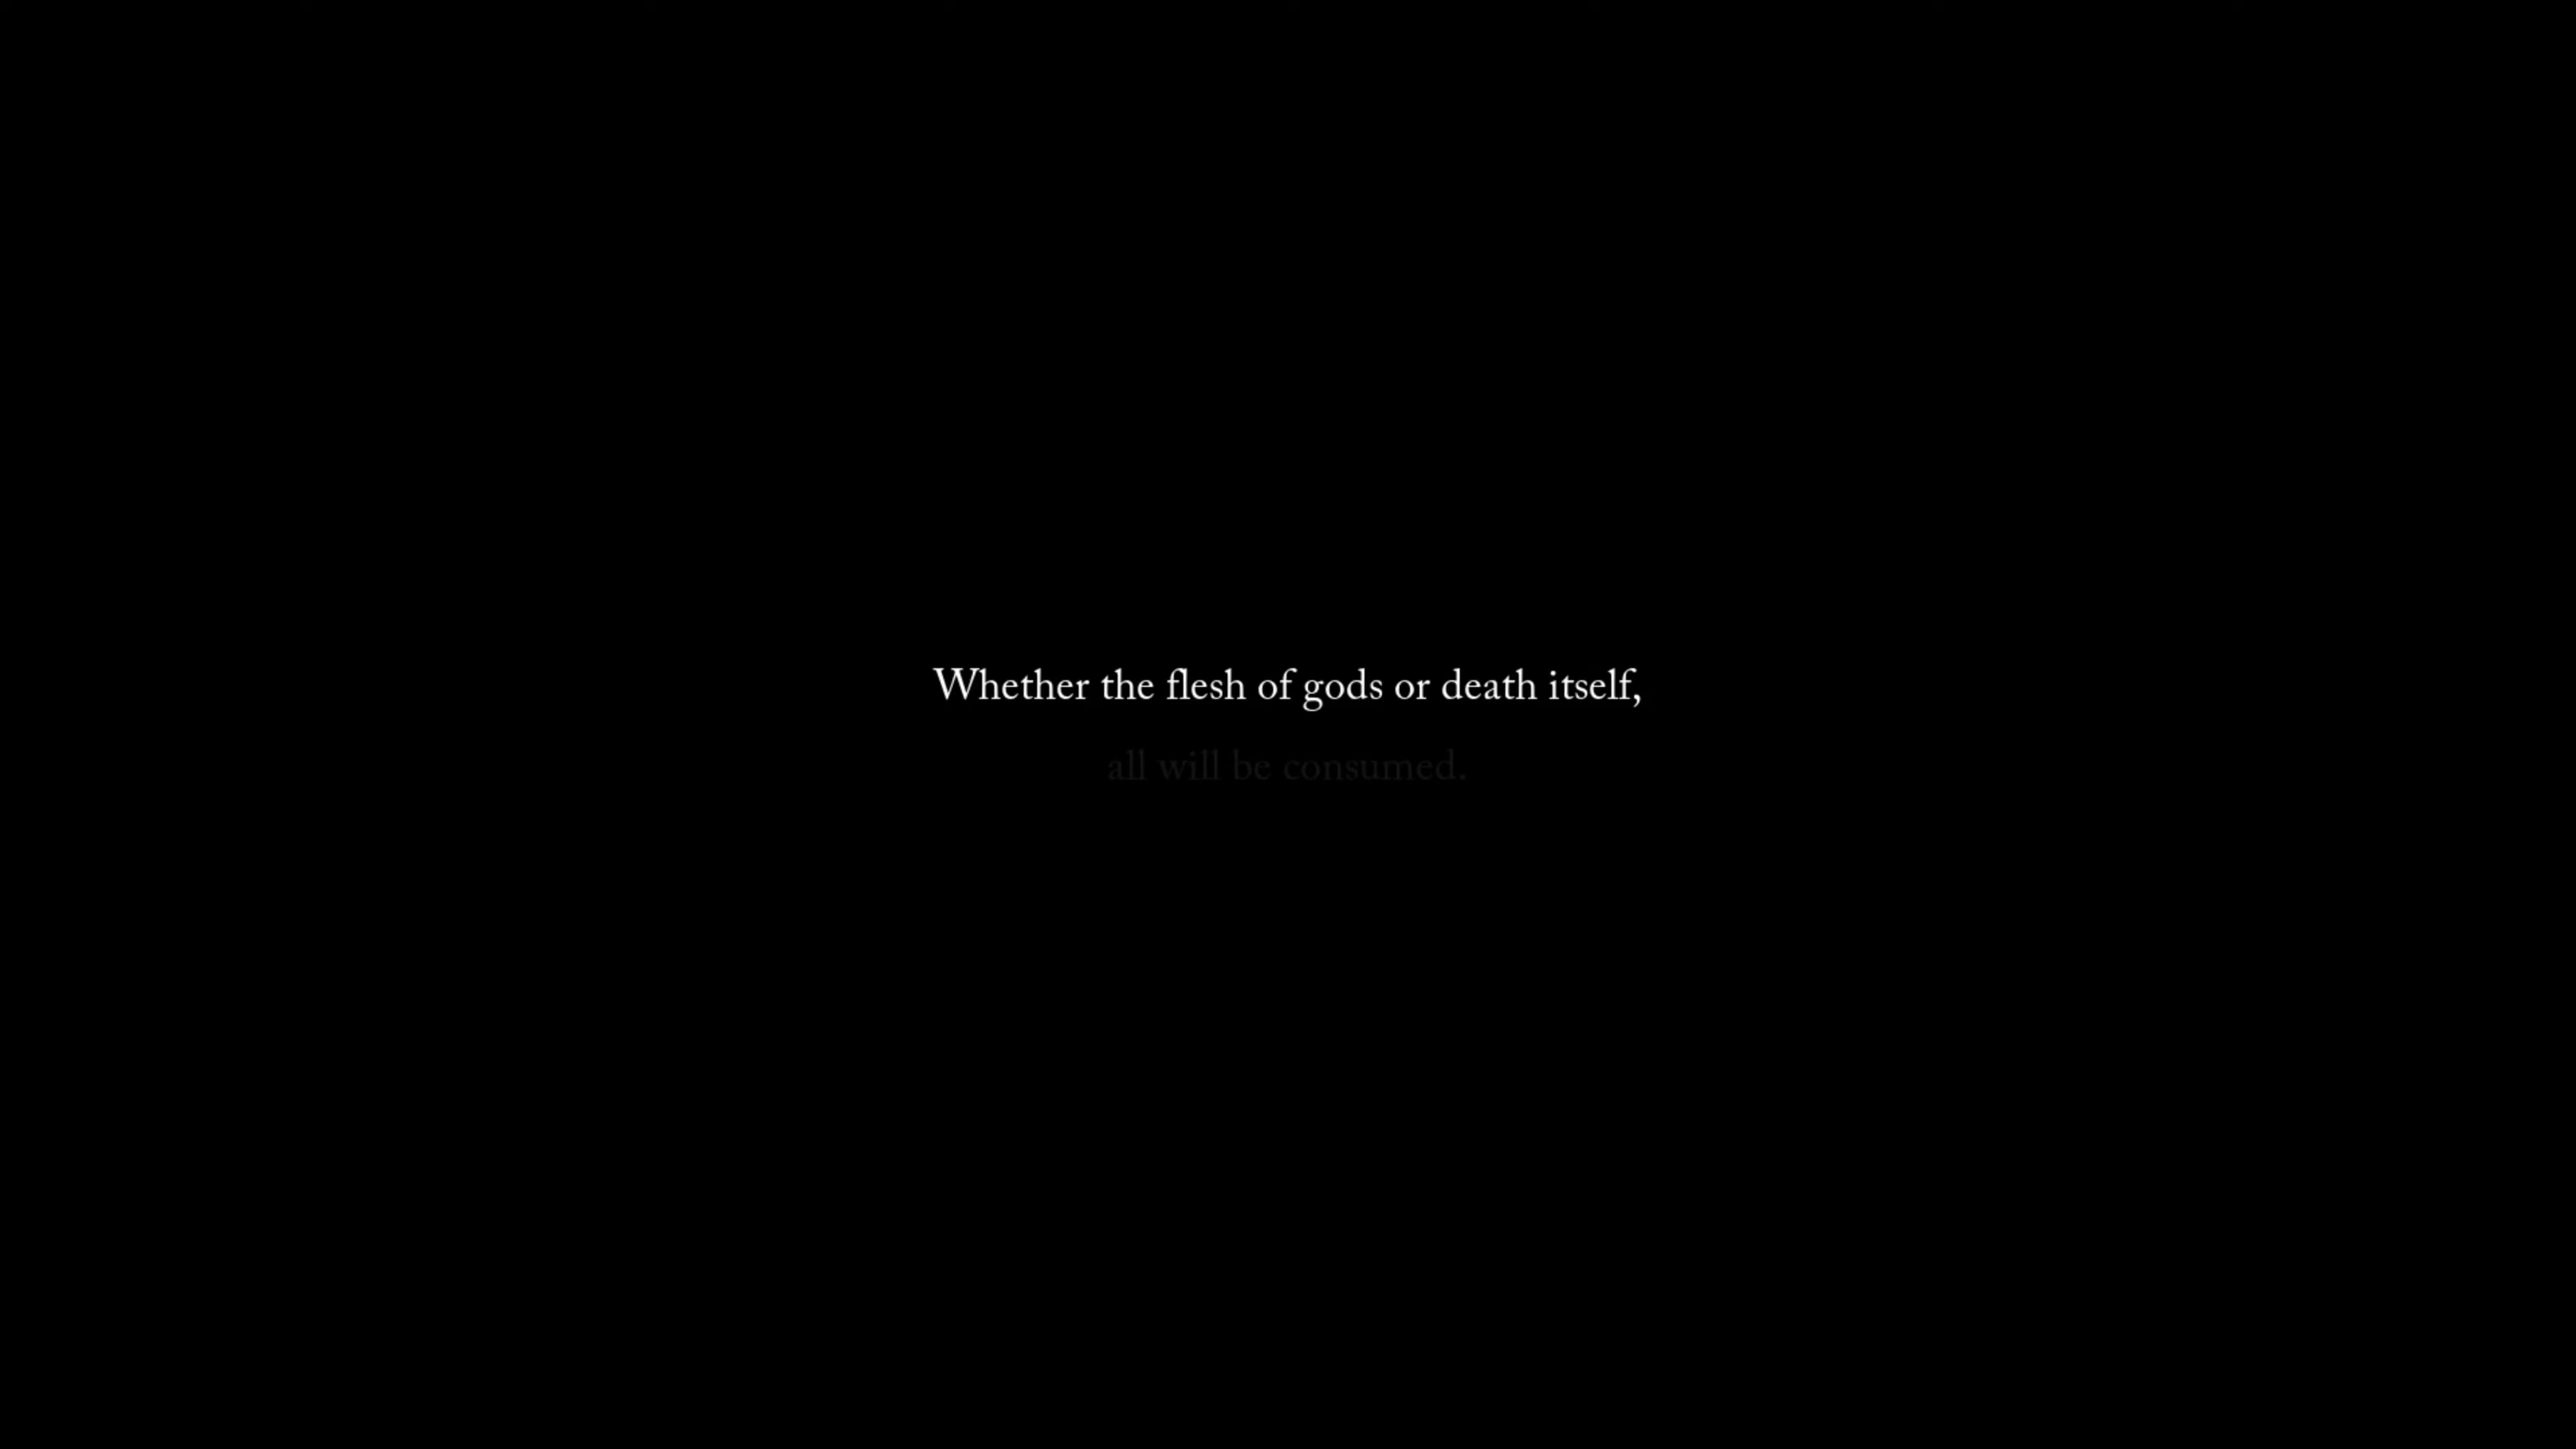 Whether the flesh of gods or death itself,
all will be consumed.